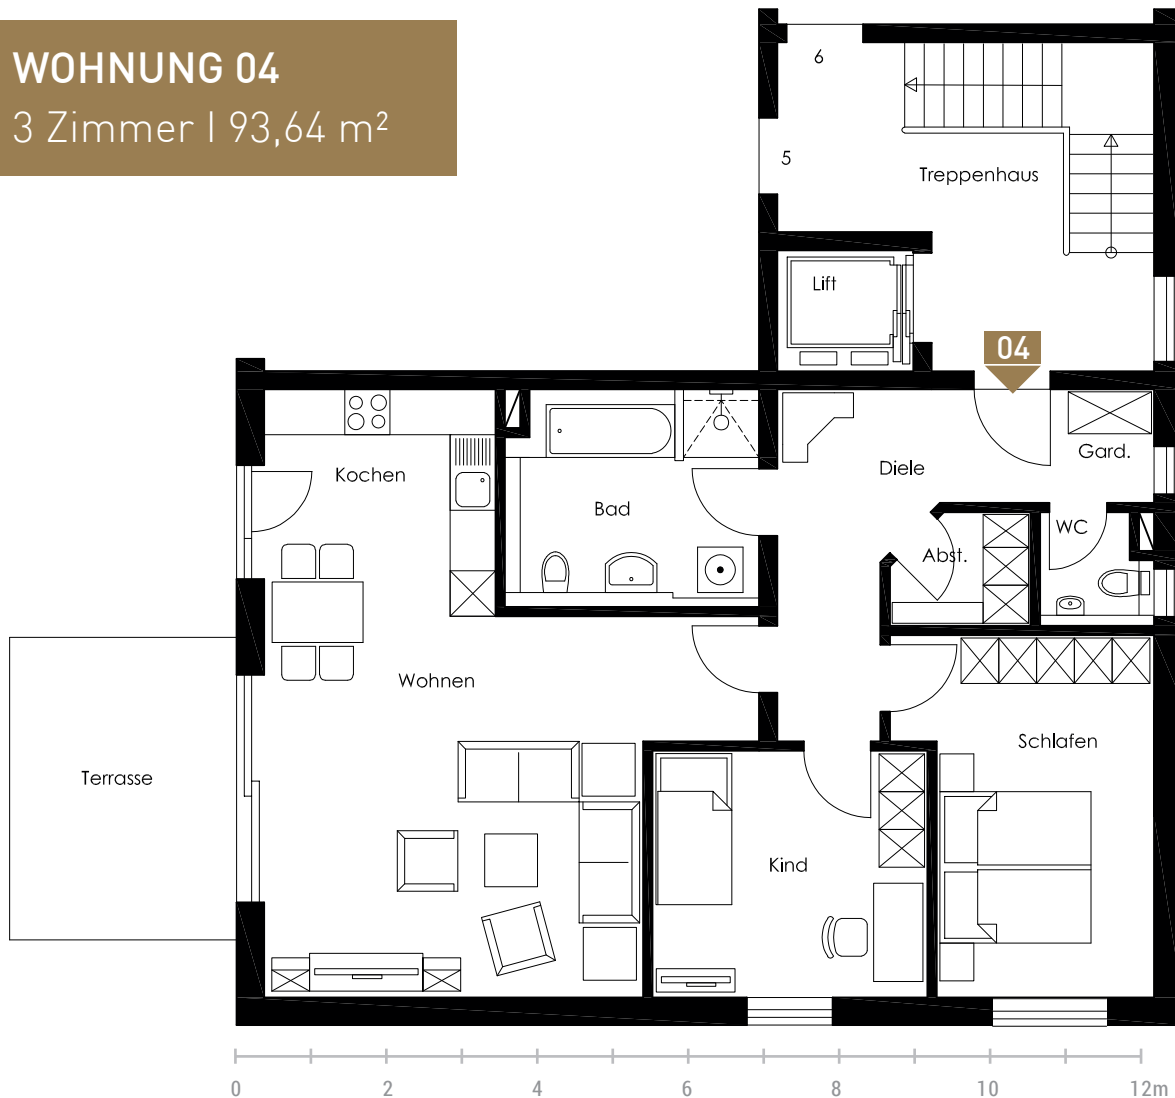 WOHNUNG 04
3 Zimmer I 93,64 m²
6
5
Treppenhaus
Lift
04
Kochen
Diele
Gard.
Bad
WC
Abst.
Wohnen
Schlafen
Terrasse
Kind
0 2 4 6 8 10 12m